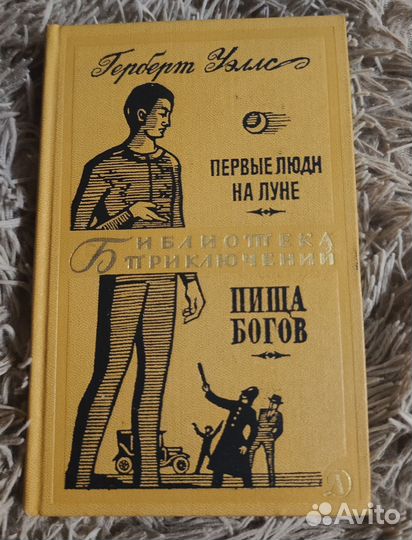 Герберт Уэллс
ПЕРВЫЕ ЛЮДИ
НА ЛУНЕ
БИБЛИОТЕКА
ПРИКЛЮЧЕНИЙ
ПИЩА
БОГОВ
Avito